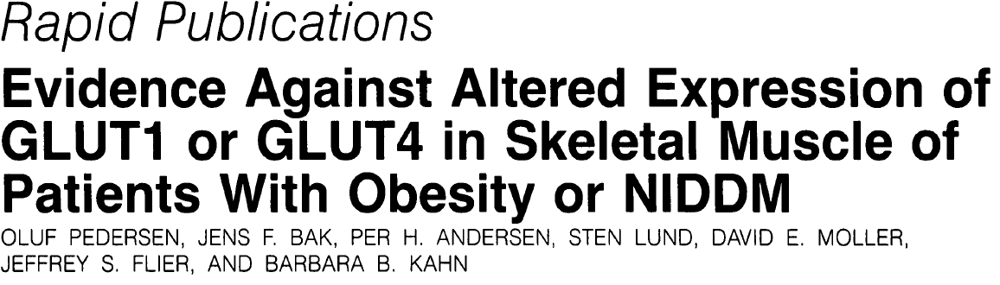 Rapid Publications
Evidence Against Altered Expression of
GLUT1 or GLUT4 in Skeletal Muscle of
Patients With Obesity or NIDDM
OLUF PEDERSEN, JENS F. BAK, PER H. ANDERSEN, STEN LUND, DAVID E. MOLLER,
JEFFREY S. FLIER, AND BARBARA B. KAHN